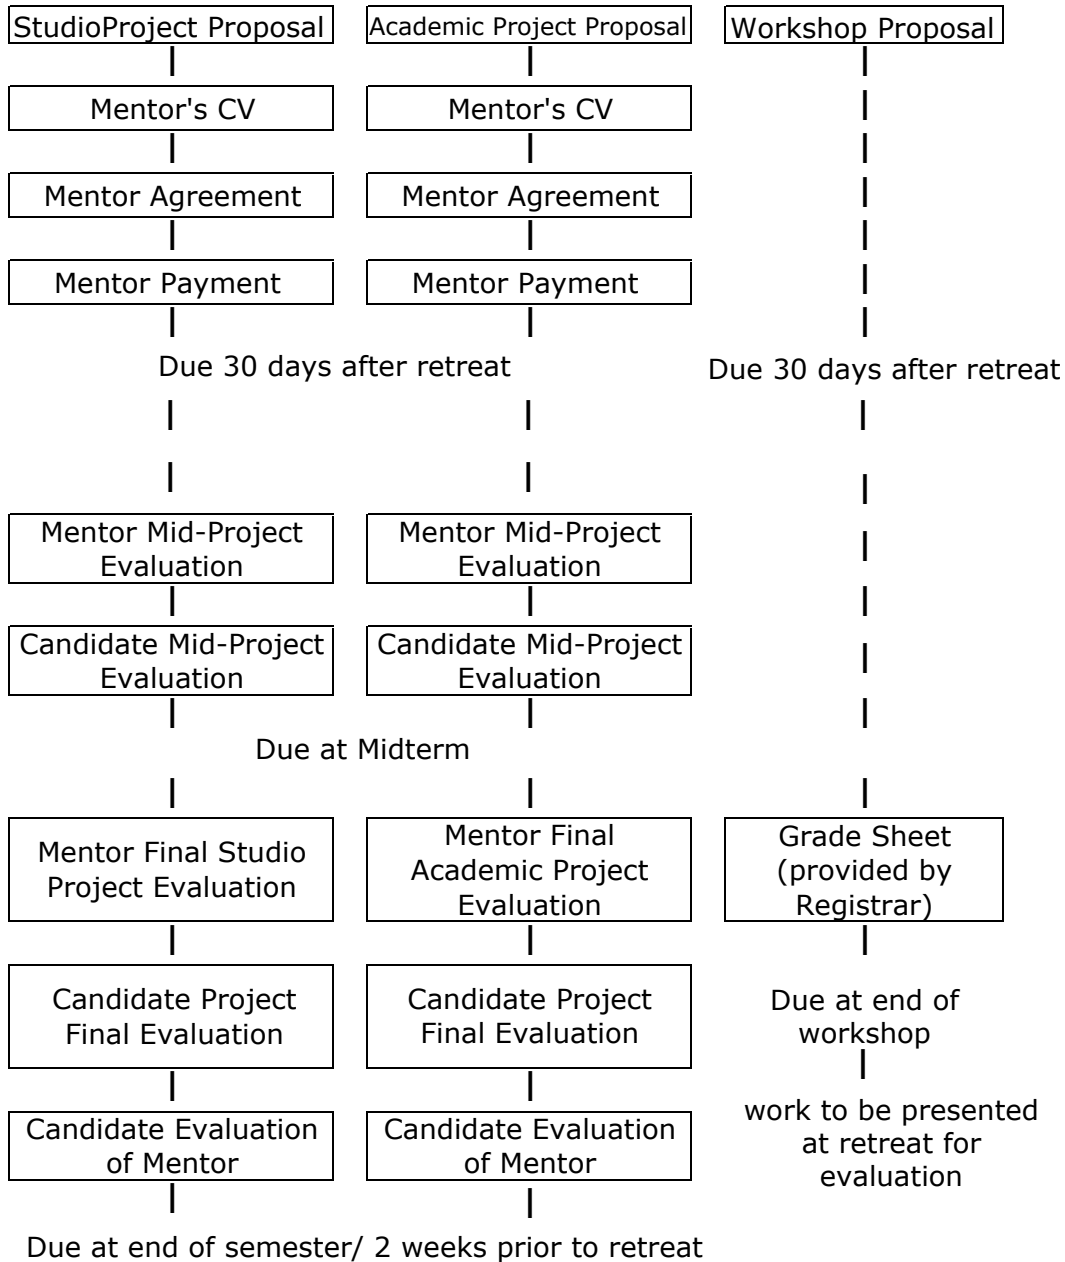 StudioProject Proposal
Academic Project Proposal
Workshop Proposal
Mentor's CV
Mentor's CV
Mentor Agreement
Mentor Agreement
Mentor Payment
Mentor Payment
Due 30 days after retreat
Due 30 days after retreat
Mentor Mid-Project
Evaluation
Mentor Mid-Project
Evaluation
Candidate Mid-Project
Evaluation
Candidate Mid-Project
Evaluation
Due at Midterm
Mentor Final Studio
Project Evaluation
Mentor Final
Academic Project
Evaluation
Grade Sheet
(provided by
Registrar)
Candidate Project
Final Evaluation
Candidate Project
Final Evaluation
Due at end of
workshop
Candidate Evaluation
of Mentor
Candidate Evaluation
of Mentor
work to be presented
at retreat for
evaluation
Due at end of semester/ 2 weeks prior to retreat